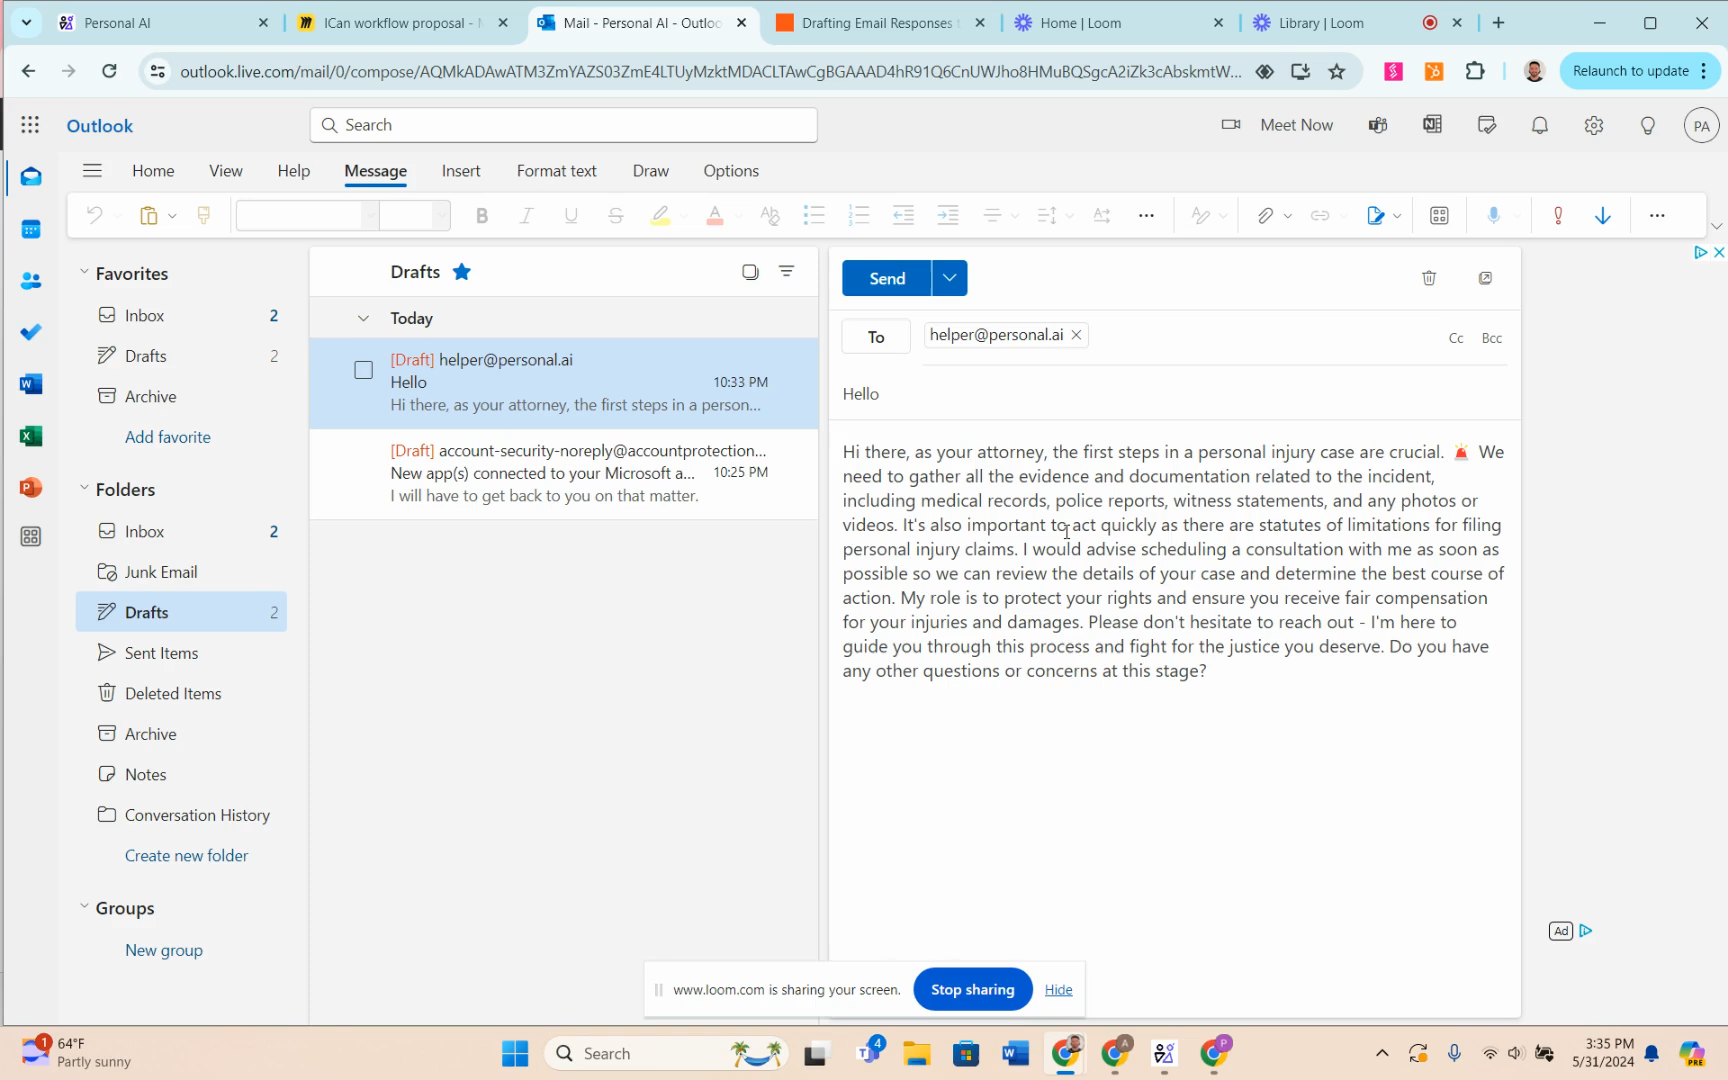 Personal AI
ICan workflow proposal -
Mail - Personal AI - Outloo
Drafting Email Responses
Home | Loom
Library | Loom
outlook.live.com/mail/0/compose/AQMkADAwATM3ZmYAZS03ZmE4LTUyMzktMDACLTAwCgBGAAAD4hR91Q6CnUWJho8HMuBQSgcA2iZk3cAbskmtW...
Relaunch to update
Outlook
Search
Meet Now
PA
Home
View
Help
Message
Insert
Format text
Draw
Options
Favorites
Inbox 2
Drafts 2
Archive
Add favorite
Folders
Inbox 2
Junk Email
Drafts 2
Sent Items
Deleted Items
Archive
Notes
Conversation History
Create new folder
Groups
New group
Drafts
Today
[Draft] helper@personal.ai
Hello 10:33 PM
Hi there, as your attorney, the first steps in a person...
[Draft] account-security-noreply@accountprotection...
New app(s) connected to your Microsoft a... 10:25 PM
I will have to get back to you on that matter.
Send
To
helper@personal.ai
Cc
Bcc
Hello
Hi there, as your attorney, the first steps in a personal injury case are crucial. 🚨 We
need to gather all the evidence and documentation related to the incident,
including medical records, police reports, witness statements, and any photos or
videos. It's also important to act quickly as there are statutes of limitations for filing
personal injury claims. I would advise scheduling a consultation with me as soon as
possible so we can review the details of your case and determine the best course of
action. My role is to protect your rights and ensure you receive fair compensation
for your injuries and damages. Please don't hesitate to reach out - I'm here to
guide you through this process and fight for the justice you deserve. Do you have
any other questions or concerns at this stage?
Ad
www.loom.com is sharing your screen.
Stop sharing
Hide
1
64°F
Partly sunny
Search
4
3:35 PM
5/31/2024
PRE